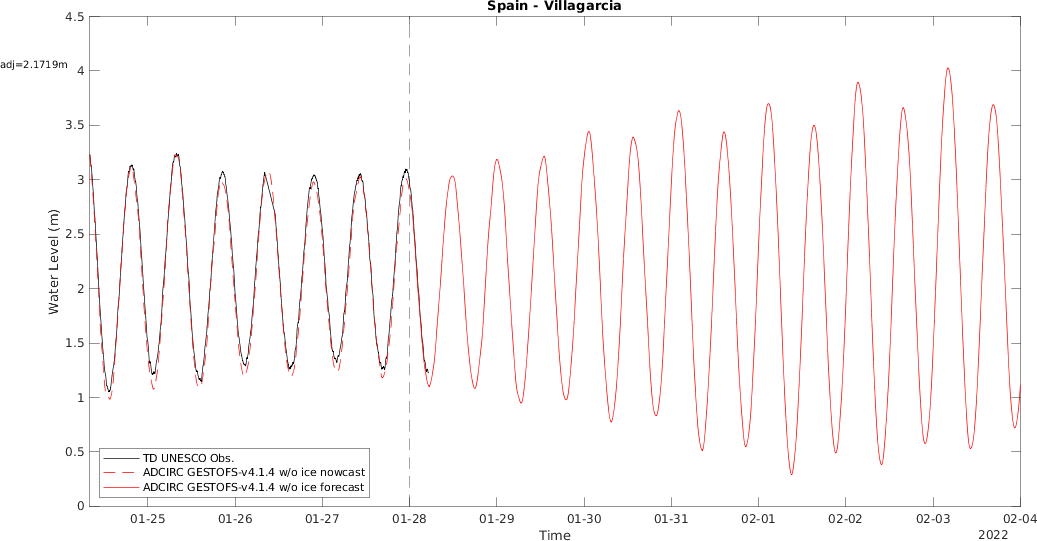 Spain - Villagarcia
adj=2.1719m
4.5
4
3.5
3
2.5
2
1.5
1
0.5
0
Water Level (m)
TD UNESCO Obs.
ADCIRC GESTOFS-v4.1.4 w/o ice nowcast
ADCIRC GESTOFS-v4.1.4 w/o ice forecast
01-25 01-26 01-27 01-28 01-29 01-30 01-31 02-01 02-02 02-03 02-04
Time
2022